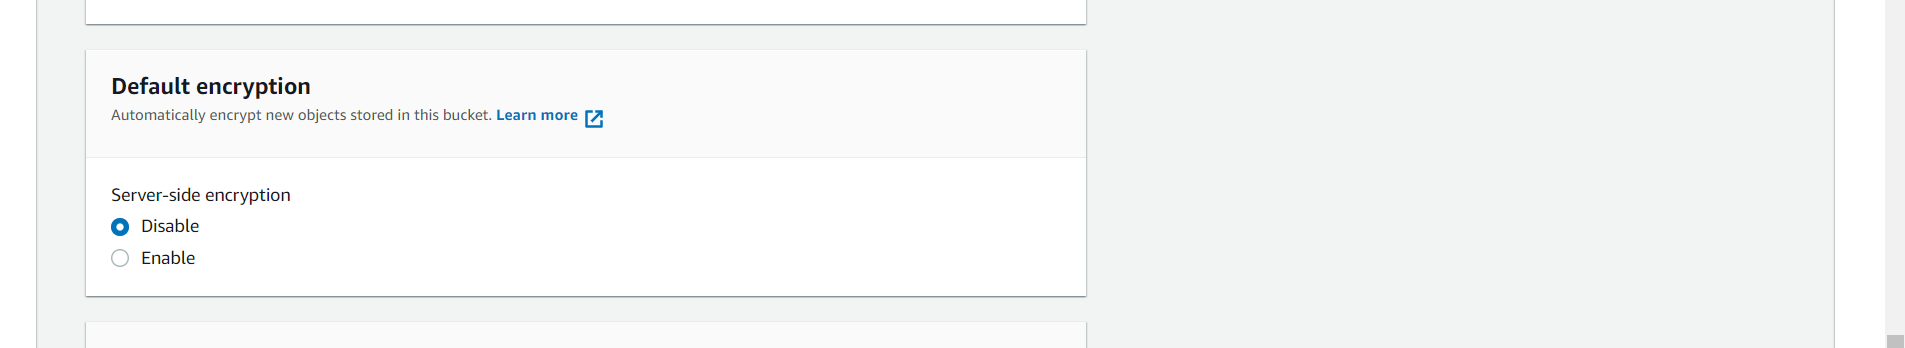 Default encryption
Automatically encrypt new objects stored in this bucket. Learn more
Server-side encryption
Disable
Enable